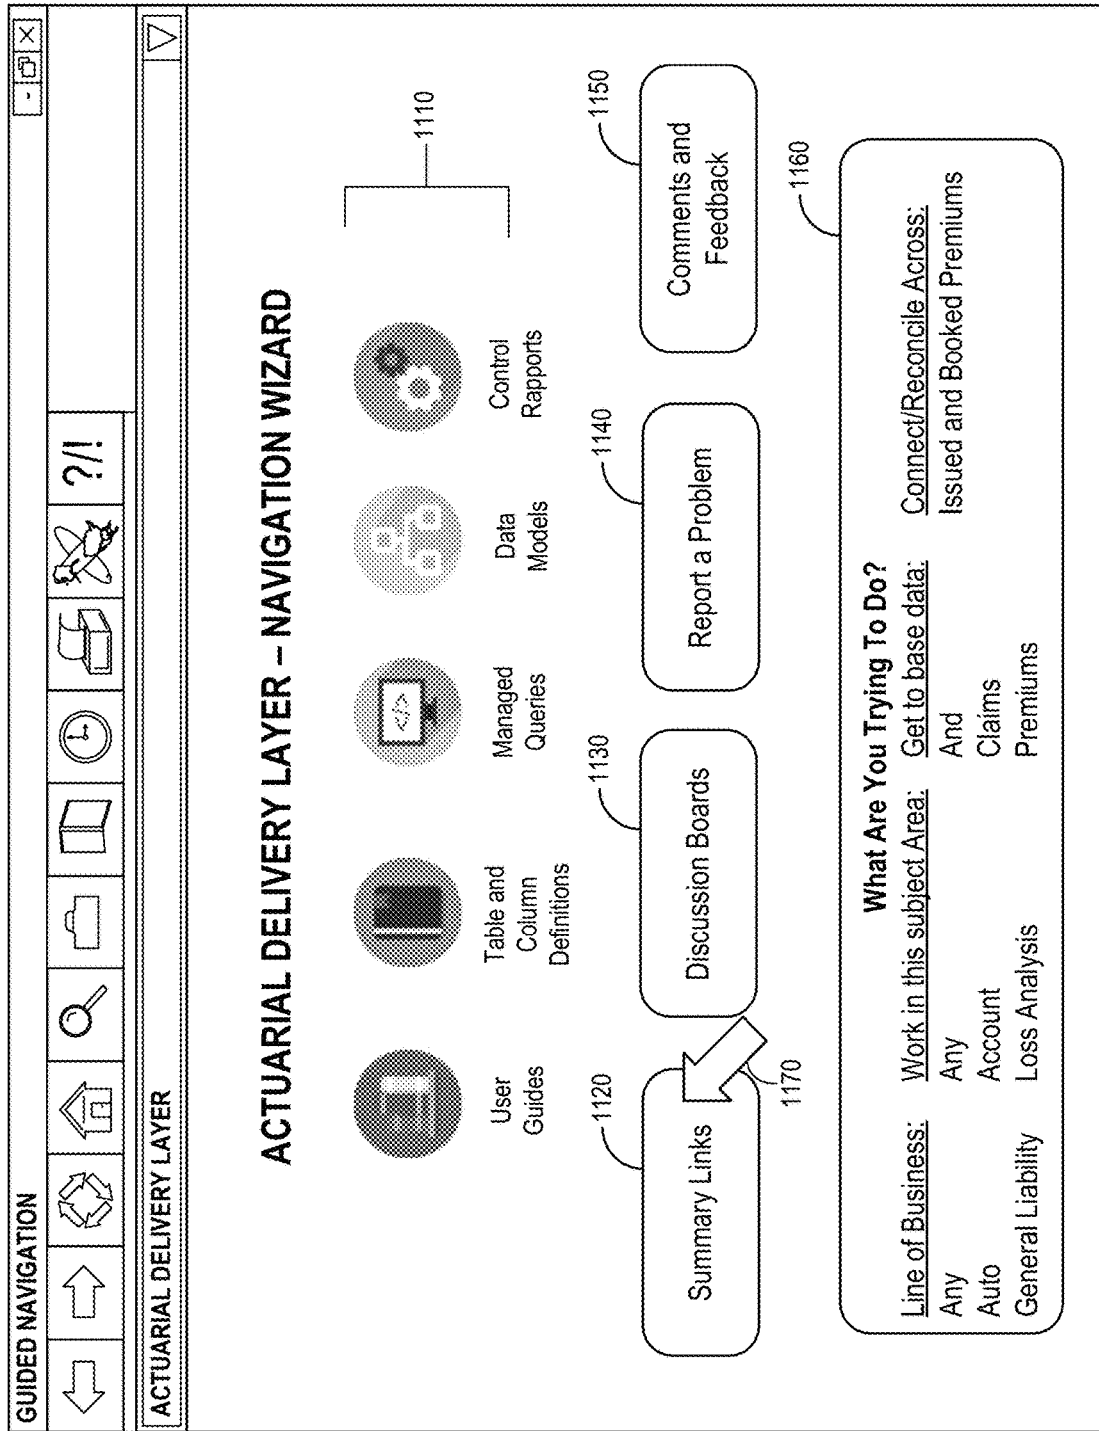 GUIDED NAVIGATION
?/!
ACTUARIAL DELIVERY LAYER
ACTUARIAL DELIVERY LAYER – NAVIGATION WIZARD
1110
User
Guides
Table and
Column
Definitions
Managed
Queries
Data
Models
Control
Rapports
1120
Summary Links
1130
Discussion Boards
1140
Report a Problem
1150
Comments and
Feedback
1170
1160
What Are You Trying To Do?
Line of Business:
Any
Auto
General Liability
Work in this subject Area:
Any
Account
Loss Analysis
Get to base data:
And
Claims
Premiums
Connect/Reconcile Across:
Issued and Booked Premiums